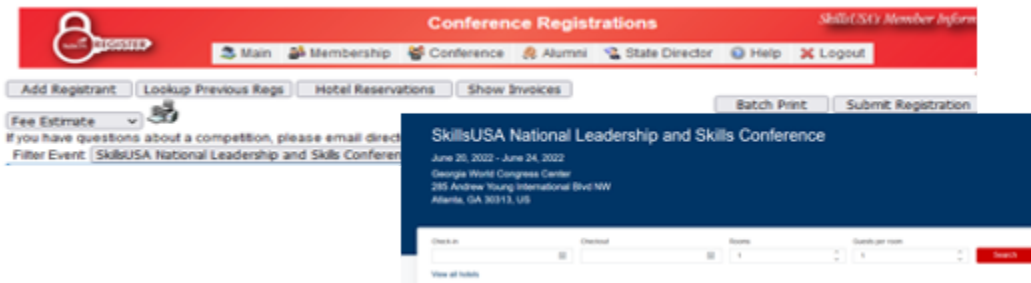 Conference Registrations
SkillsUSA's Member Inform
REGISTER
Main Membership Conference Alumni State Director Help Logout
Add Registrant Lookup Previous Regs Hotel Reservations Show Invoices
Batch Print Submit Registration
Fee Estimate
If you have questions about a competition, please email direct
Filter Event SkillsUSA National Leadership and Skills Conferen
SkillsUSA National Leadership and Skills Conference
June 20, 2022 - June 24, 2022
Georgia World Congress Center
285 Andrew Young International Blvd NW
Atlanta, GA 30313, US
Check-in Checkout Rooms Guests per room
1 1 Search
View all hotels